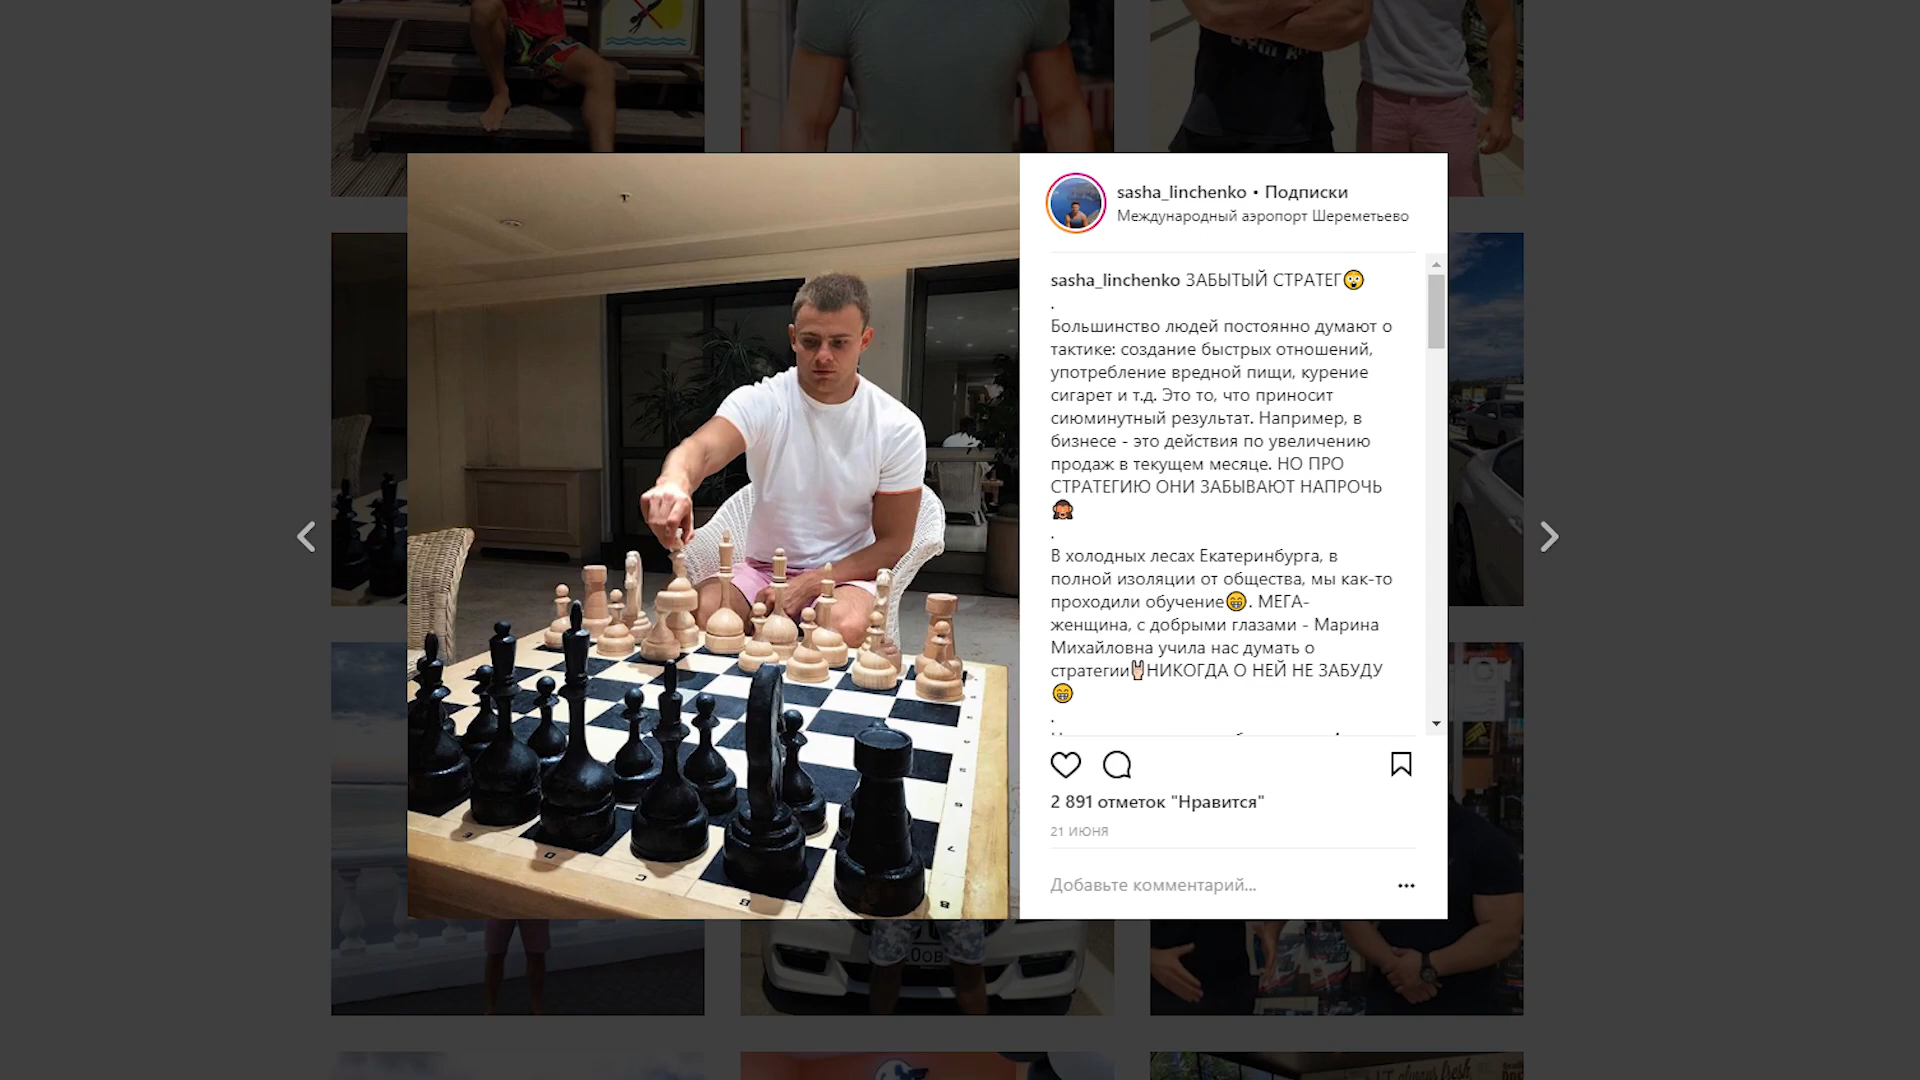 sasha_linchenko • Подписки
Международный аэропорт Шереметьево
sasha_linchenko ЗАБЫТЫЙ СТРАТЕГ😲
.
Большинство людей постоянно думают о
тактике: создание быстрых отношений,
употребление вредной пищи, курение
сигарет и т.д. Это то, что приносит
сиюминутный результат. Например, в
бизнесе - это действия по увеличению
продаж в текущем месяце. НО ПРО
СТРАТЕГИЮ ОНИ ЗАБЫВАЮТ НАПРОЧЬ
🙈
.
В холодных лесах Екатеринбурга, в
полной изоляции от общества, мы как-то
проходили обучение😁. МЕГА-
женщина, с добрыми глазами - Марина
Михайловна учила нас думать о
стратегии🤘🏻НИКОГДА О НЕЙ НЕ ЗАБУДУ
😁
.
2 891 отметок "Нравится"
21 ИЮНЯ
Добавьте комментарий...
E
D
C
B
7
8